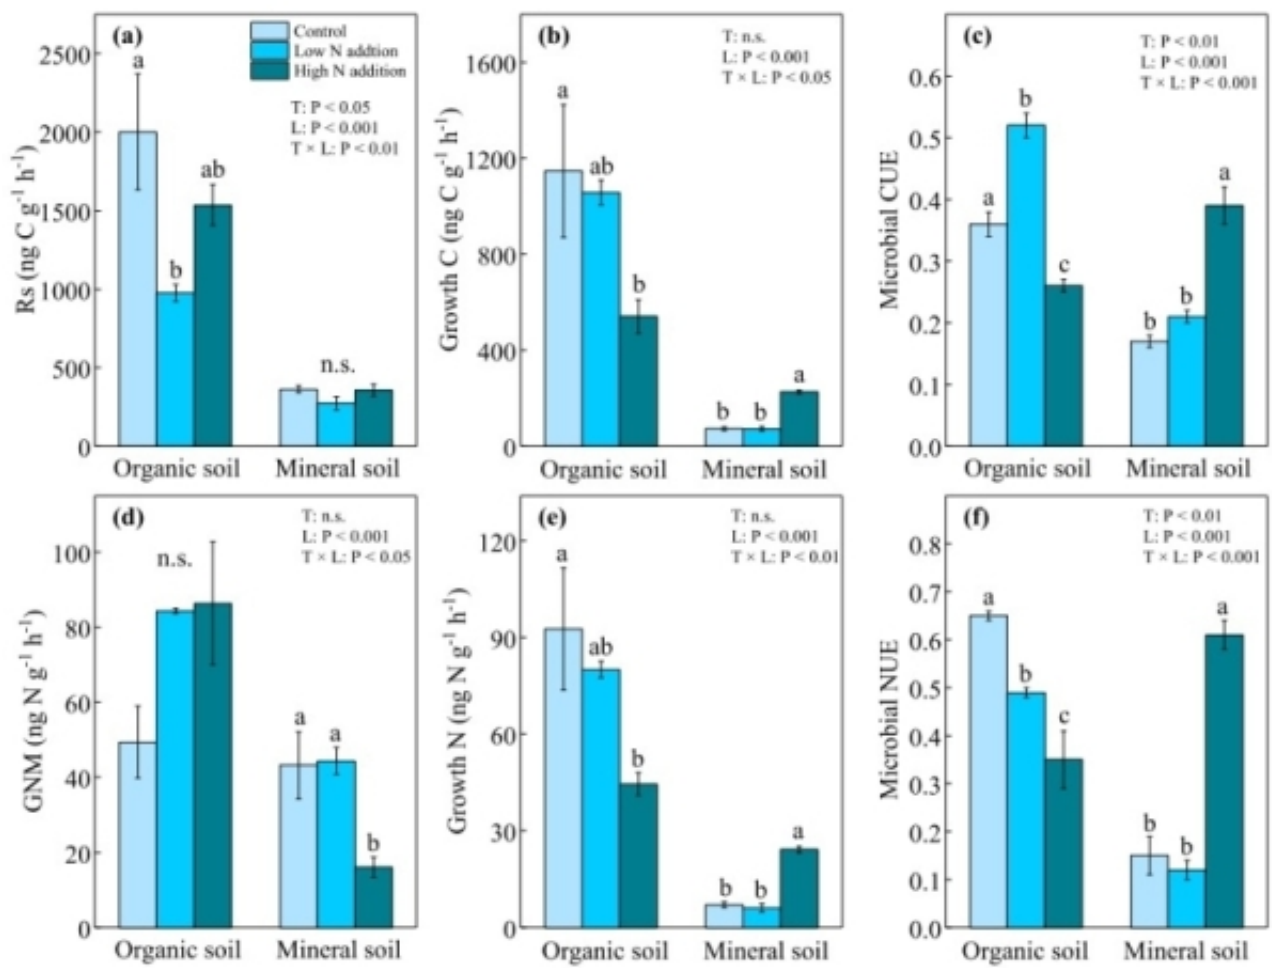 (a)
Control
Low N addtion
High N addition
T: P < 0.05
L: P < 0.001
T × L: P < 0.01
Rs (ng C g⁻¹ h⁻¹)
2500
2000
1500
1000
500
0
a
b
ab
n.s.
Organic soil
Mineral soil
(b)
T: n.s.
L: P < 0.001
T × L: P < 0.05
Growth C (ng C g⁻¹ h⁻¹)
1600
1200
800
400
0
a
ab
b
b
b
a
Organic soil
Mineral soil
(c)
T: P < 0.01
L: P < 0.001
T × L: P < 0.001
Microbial CUE
0.6
0.5
0.4
0.3
0.2
0.1
0.0
a
b
c
b
b
a
Organic soil
Mineral soil
(d)
T: n.s.
L: P < 0.001
T × L: P < 0.05
GNM (ng N g⁻¹ h⁻¹)
100
80
60
40
20
0
n.s.
a
a
b
Organic soil
Mineral soil
(e)
T: n.s.
L: P < 0.001
T × L: P < 0.01
Growth N (ng N g⁻¹ h⁻¹)
120
90
60
30
0
a
ab
b
b
b
a
Organic soil
Mineral soil
(f)
T: P < 0.01
L: P < 0.001
T × L: P < 0.001
Microbial NUE
0.8
0.7
0.6
0.5
0.4
0.3
0.2
0.1
0.0
a
b
c
b
b
a
Organic soil
Mineral soil